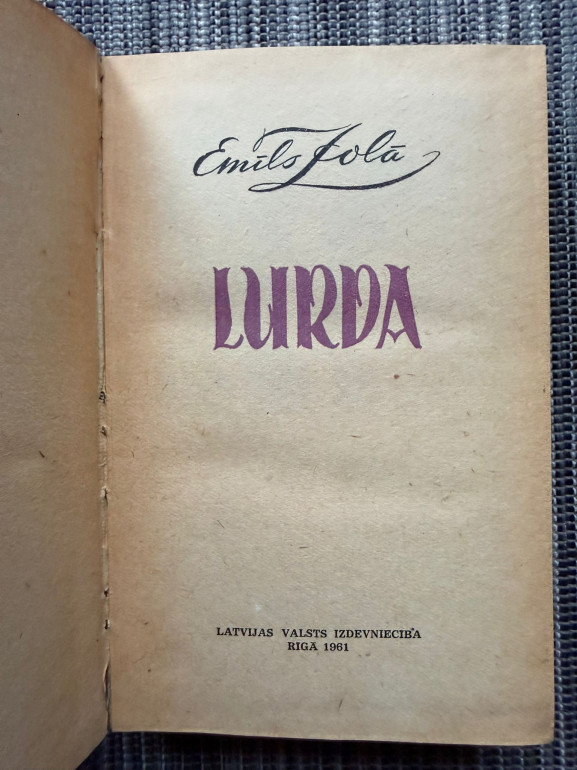 Emīls Zolā
LURDA
LATVIJAS VALSTS IZDEVNIECĪBA
RĪGĀ 1961